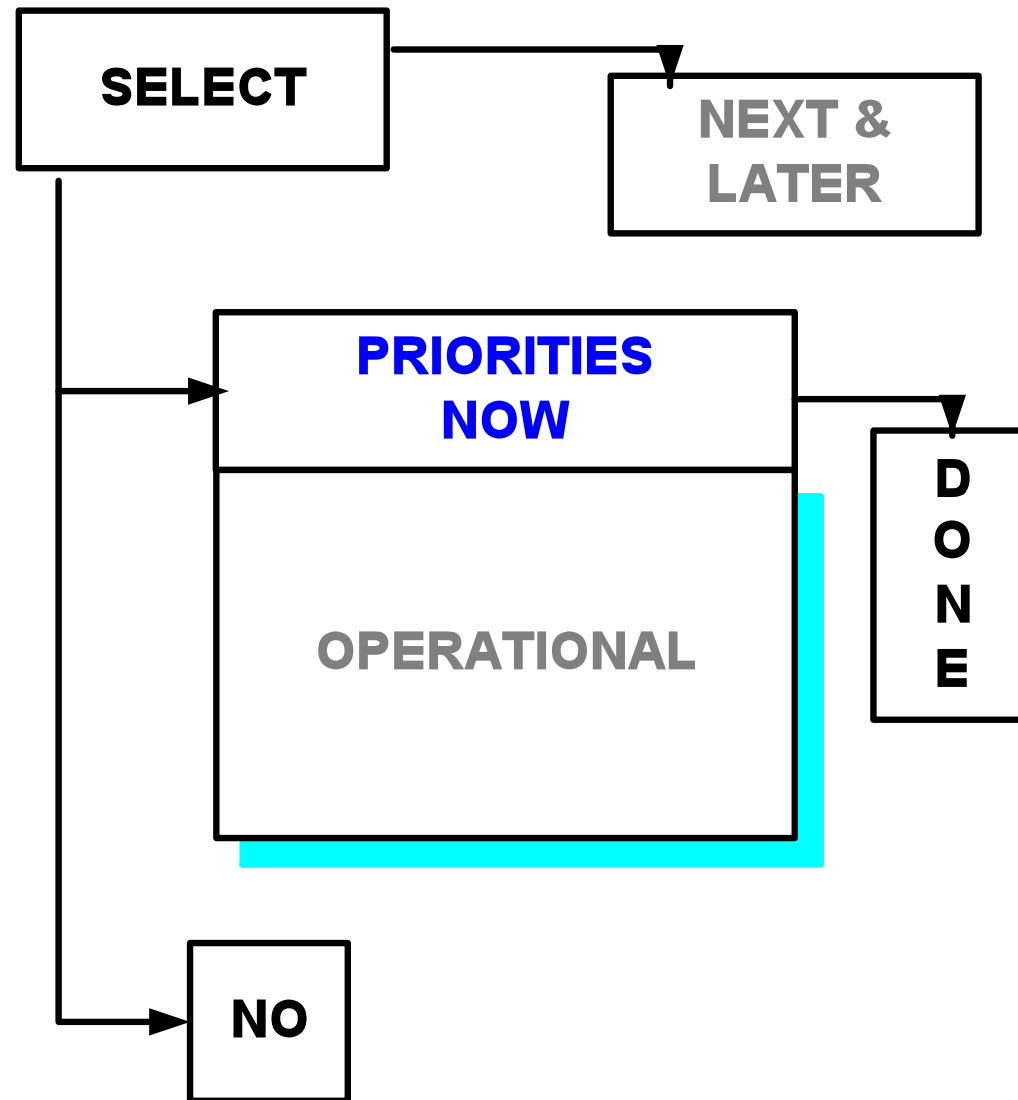 SELECT
NEXT &
LATER
PRIORITIES
NOW
D
O
N
E
OPERATIONAL
NO